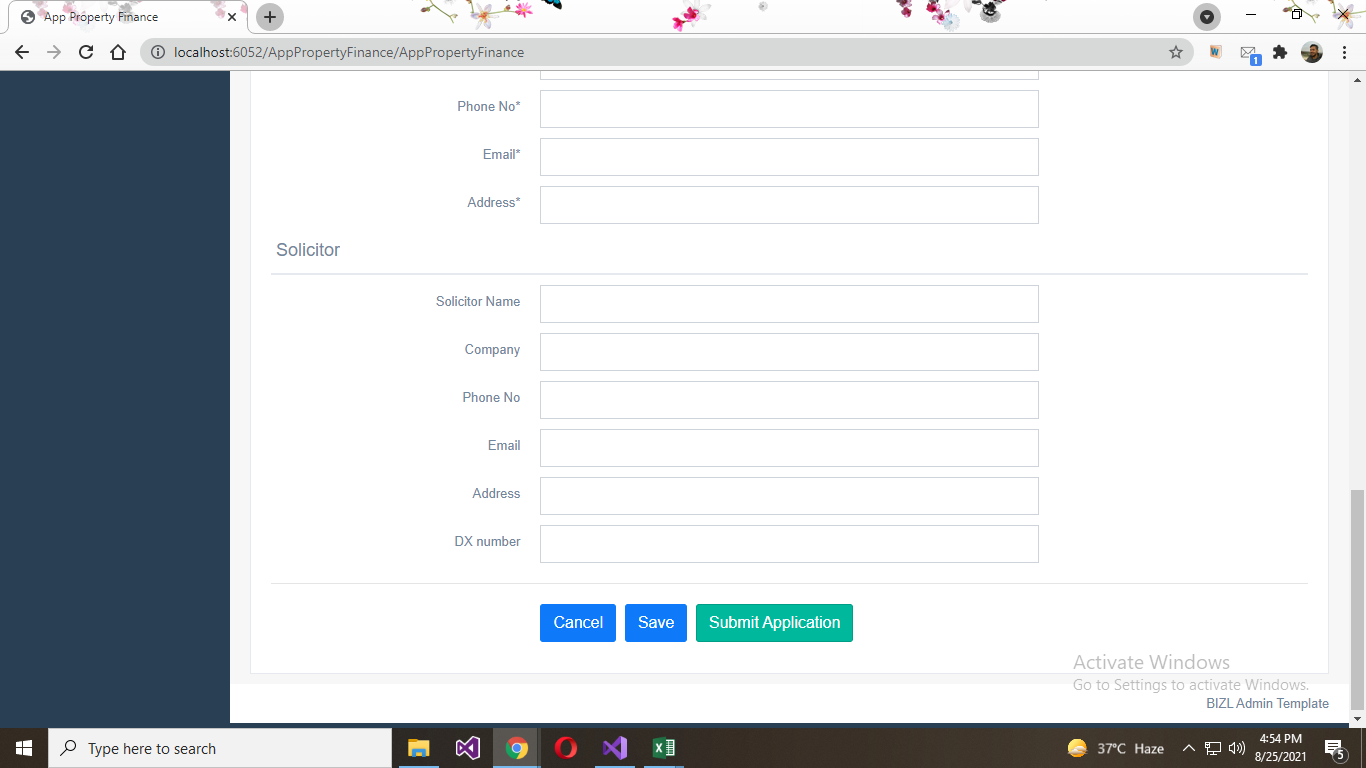 App Property Finance
localhost:6052/AppPropertyFinance/AppPropertyFinance
W
1
Phone No*
Email*
Address*
Solicitor
Solicitor Name
Company
Phone No
Email
Address
DX number
Cancel Save Submit Application
Activate Windows
Go to Settings to activate Windows.
BIZL Admin Template
Type here to search
37°C Haze
4:54 PM
8/25/2021
5